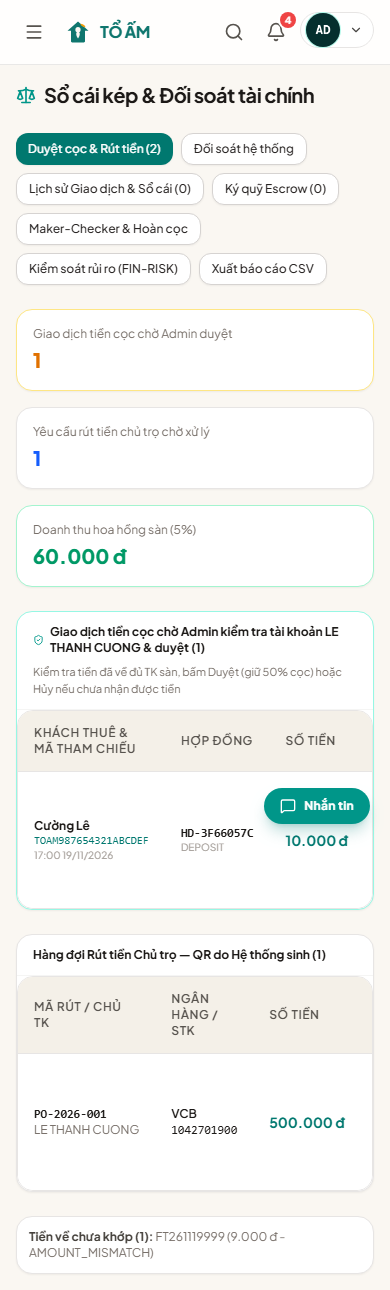 TỔ ẤM
4
AD
Sổ cái kép & Đối soát tài chính
Duyệt cọc & Rút tiền (2)
Đối soát hệ thống
Lịch sử Giao dịch & Sổ cái (0)
Ký quỹ Escrow (0)
Maker-Checker & Hoàn cọc
Kiểm soát rủi ro (FIN-RISK)
Xuất báo cáo CSV
Giao dịch tiền cọc chờ Admin duyệt
1
Yêu cầu rút tiền chủ trọ chờ xử lý
1
Doanh thu hoa hồng sàn (5%)
60.000 đ
Giao dịch tiền cọc chờ Admin kiểm tra tài khoản LE
THANH CUONG & duyệt (1)
Kiểm tra tiền đã về đủ TK sàn, bấm Duyệt (giữ 50% cọc) hoặc
Hủy nếu chưa nhận được tiền
KHÁCH THUÊ &
MÃ THAM CHIẾU
HỢP ĐỒNG
SỐ TIỀN
Nhắn tin
Cường Lê
TOAM987654321ABCDEF
17:00 19/11/2026
HD-3F66057C
DEPOSIT
10.000 đ
Hàng đợi Rút tiền Chủ trọ — QR do Hệ thống sinh (1)
MÃ RÚT / CHỦ
TK
NGÂN
HÀNG /
STK
SỐ TIỀN
PO-2026-001
LE THANH CUONG
VCB
1042701900
500.000 đ
Tiền về chưa khớp (1): FT261119999 (9.000 đ -
AMOUNT_MISMATCH)